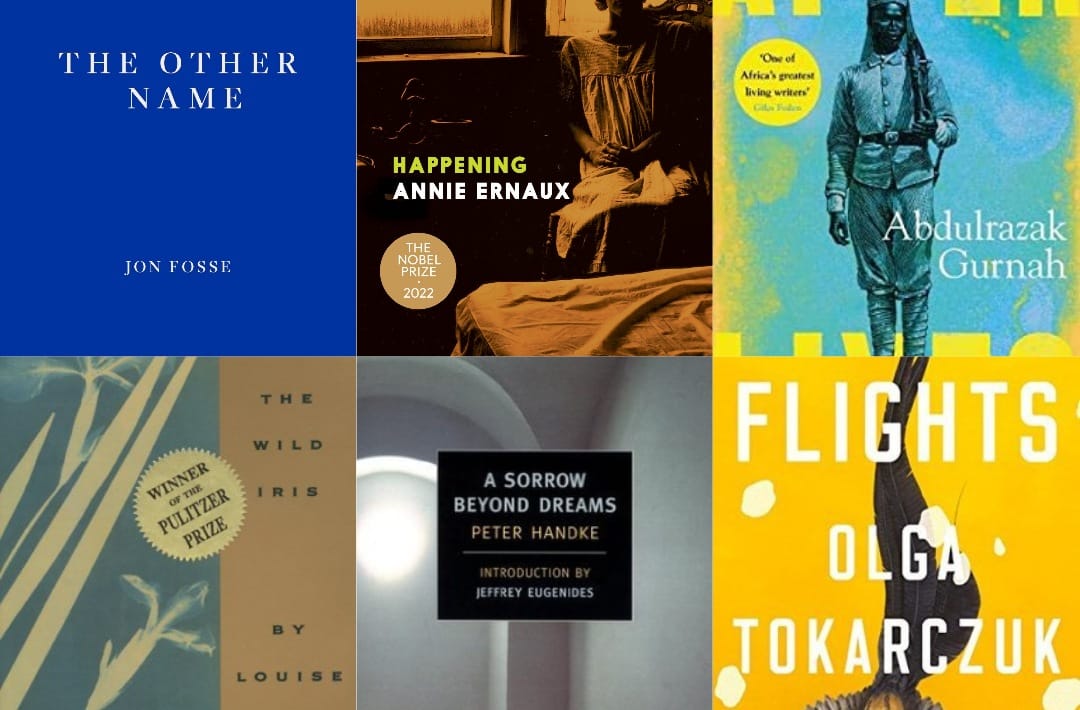 THE OTHER
NAME
JON FOSSE
HAPPENING
ANNIE ERNAUX
THE
NOBEL
PRIZE
·
2022
'One of
Africa's greatest
living writers'
Giles Foden
Abdulrazak
Gurnah
THE
WILD
IRIS
WINNER
OF THE
PULITZER
PRIZE
BY
LOUISE
A SORROW
BEYOND DREAMS
PETER HANDKE
INTRODUCTION BY
JEFFREY EUGENIDES
FLIGHTS
OLGA
TOKARCZUK